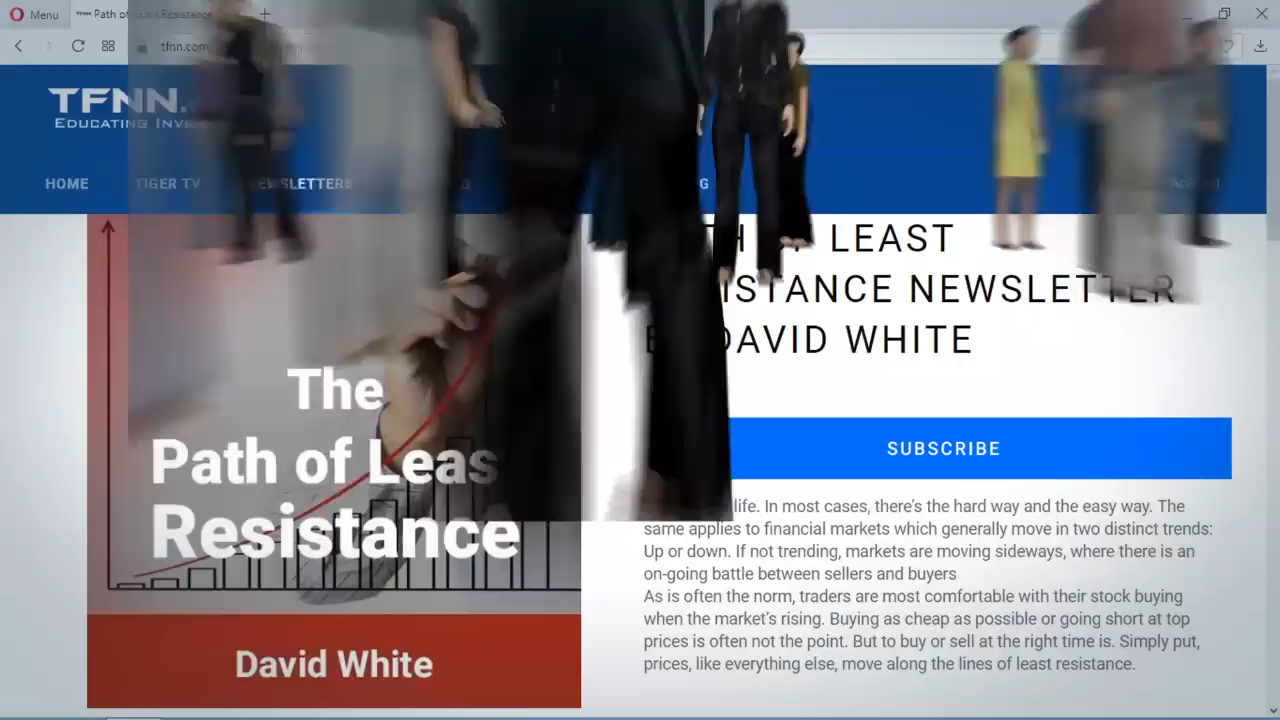 Menu
Path of Least Resistance
tfnn.com
TFNN.
EDUCATING INVE
HOME
TIGER TV
NEWSLETTERS
LEAST
ISTANCE NEWSLETTER
DAVID WHITE
The
Path of Leas
Resistance
David White
SUBSCRIBE
life. In most cases, there's the hard way and the easy way. The
same applies to financial markets which generally move in two distinct trends:
Up or down. If not trending, markets are moving sideways, where there is an
on-going battle between sellers and buyers
As is often the norm, traders are most comfortable with their stock buying
when the market's rising. Buying as cheap as possible or going short at top
prices is often not the point. But to buy or sell at the right time is. Simply put,
prices, like everything else, move along the lines of least resistance.